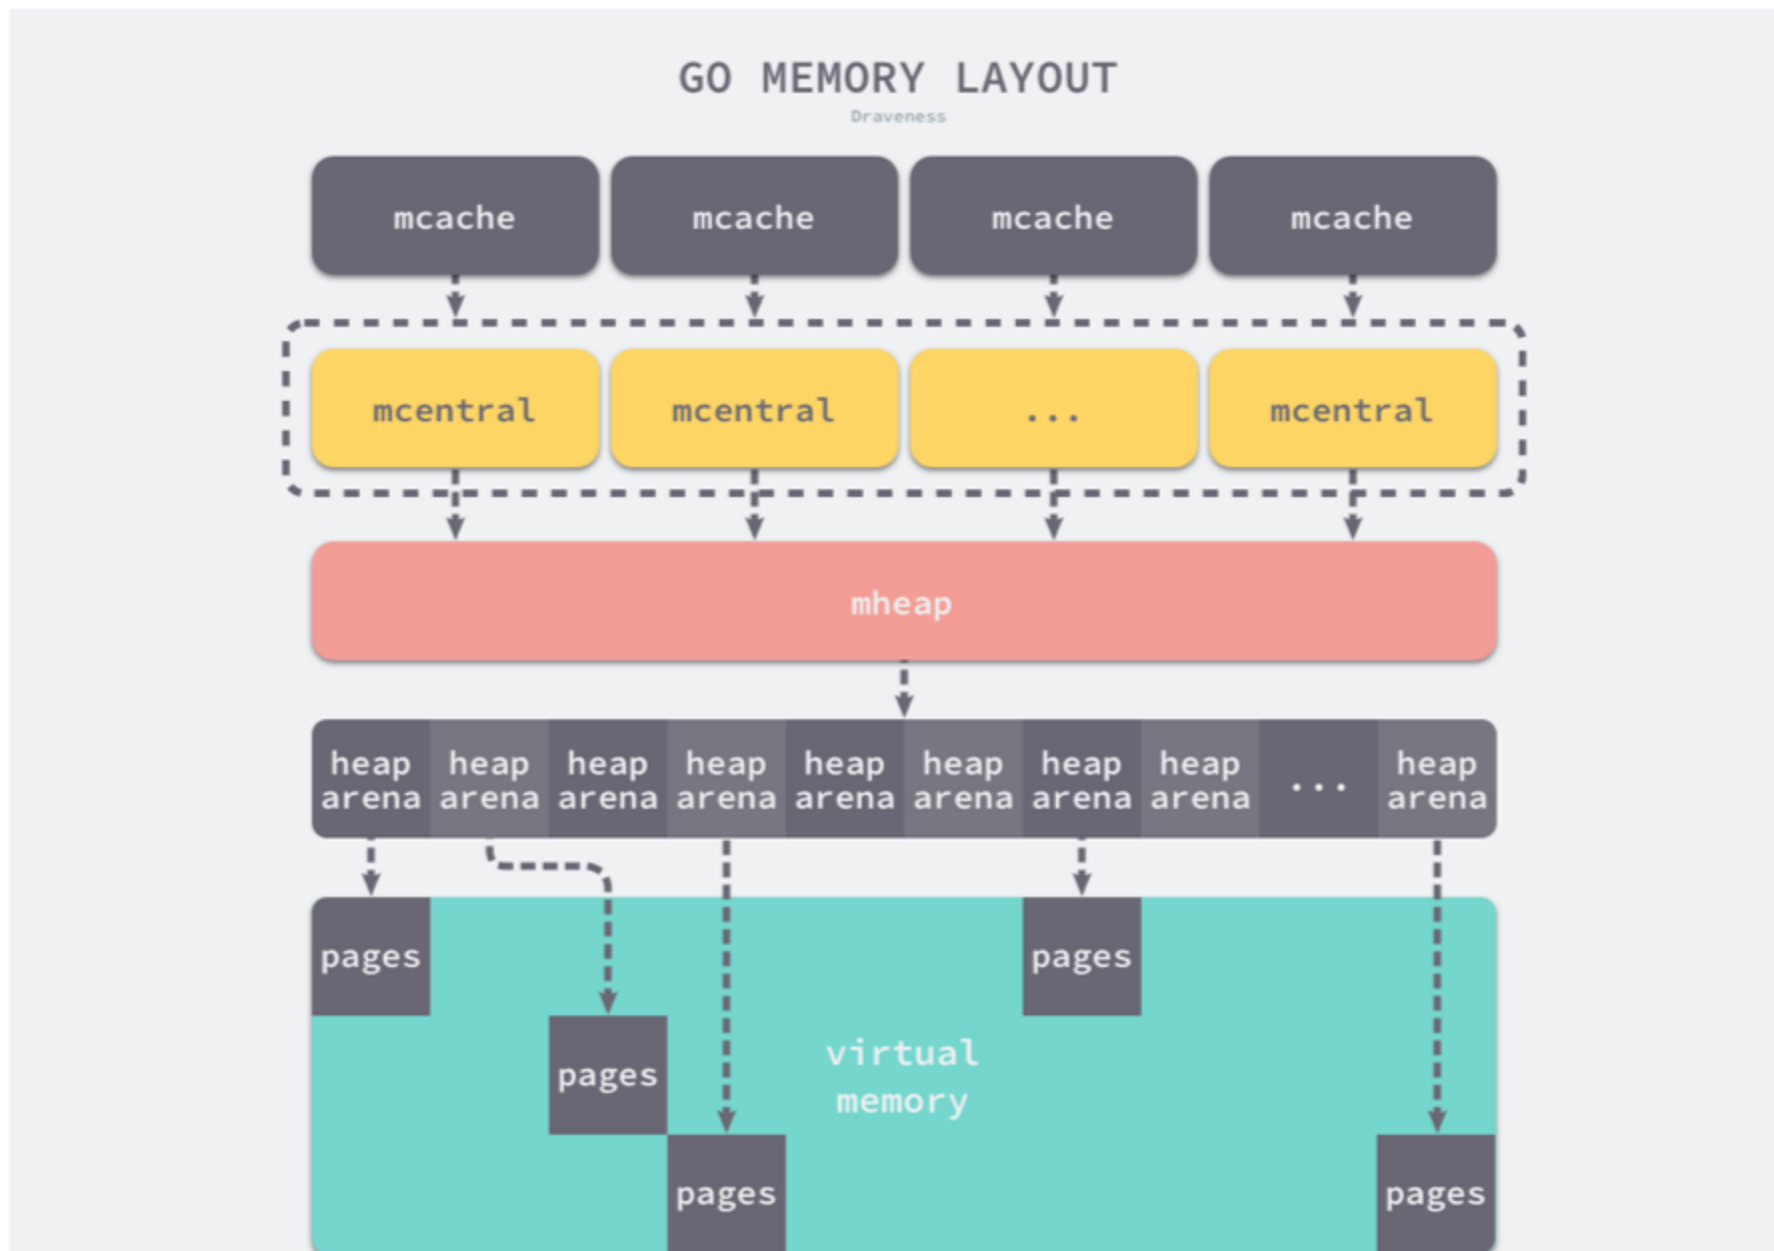 GO MEMORY LAYOUT
Draveness
mcache mcache mcache mcache
mcentral mcentral ... mcentral
mheap
heap heap heap heap heap heap heap heap ... heap
arena arena arena arena arena arena arena arena arena
pages pages
virtual
pages
memory
pages pages